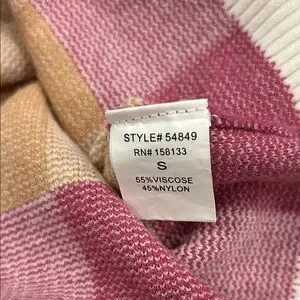 STYLE# 54849
RN# 158133
S
55%VISCOSE
45%NYLON